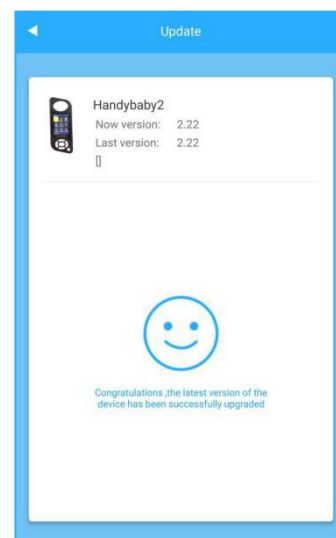 Update
Handybaby2
Now version: 2.22
Last version: 2.22
[]
Congratulations ,the latest version of the
device has been successfully upgraded